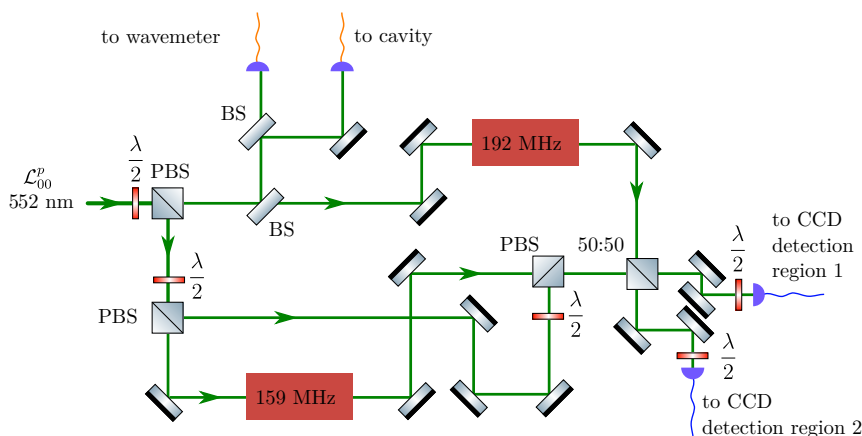 to wavemeter
to cavity
BS
192 MHz
λ/2
PBS
ℒᵖ₀₀
552 nm
BS
PBS
50:50
λ/2
to CCD
detection
region 1
λ/2
PBS
λ/2
λ/2
159 MHz
to CCD
detection region 2